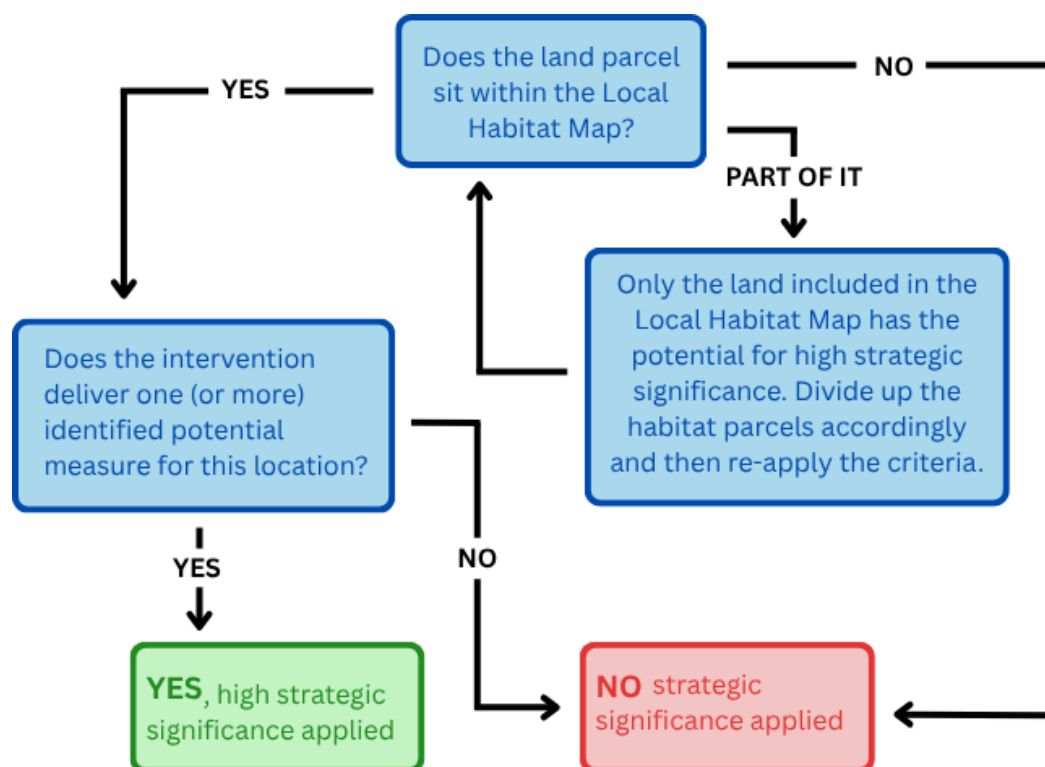 Does the land parcel
sit within the Local
Habitat Map?
YES
NO
PART OF IT
Only the land included in the
Local Habitat Map has the
potential for high strategic
significance. Divide up the
habitat parcels accordingly
and then re-apply the criteria.
Does the intervention
deliver one (or more)
identified potential
measure for this location?
YES
NO
YES, high strategic
significance applied
NO strategic
significance applied